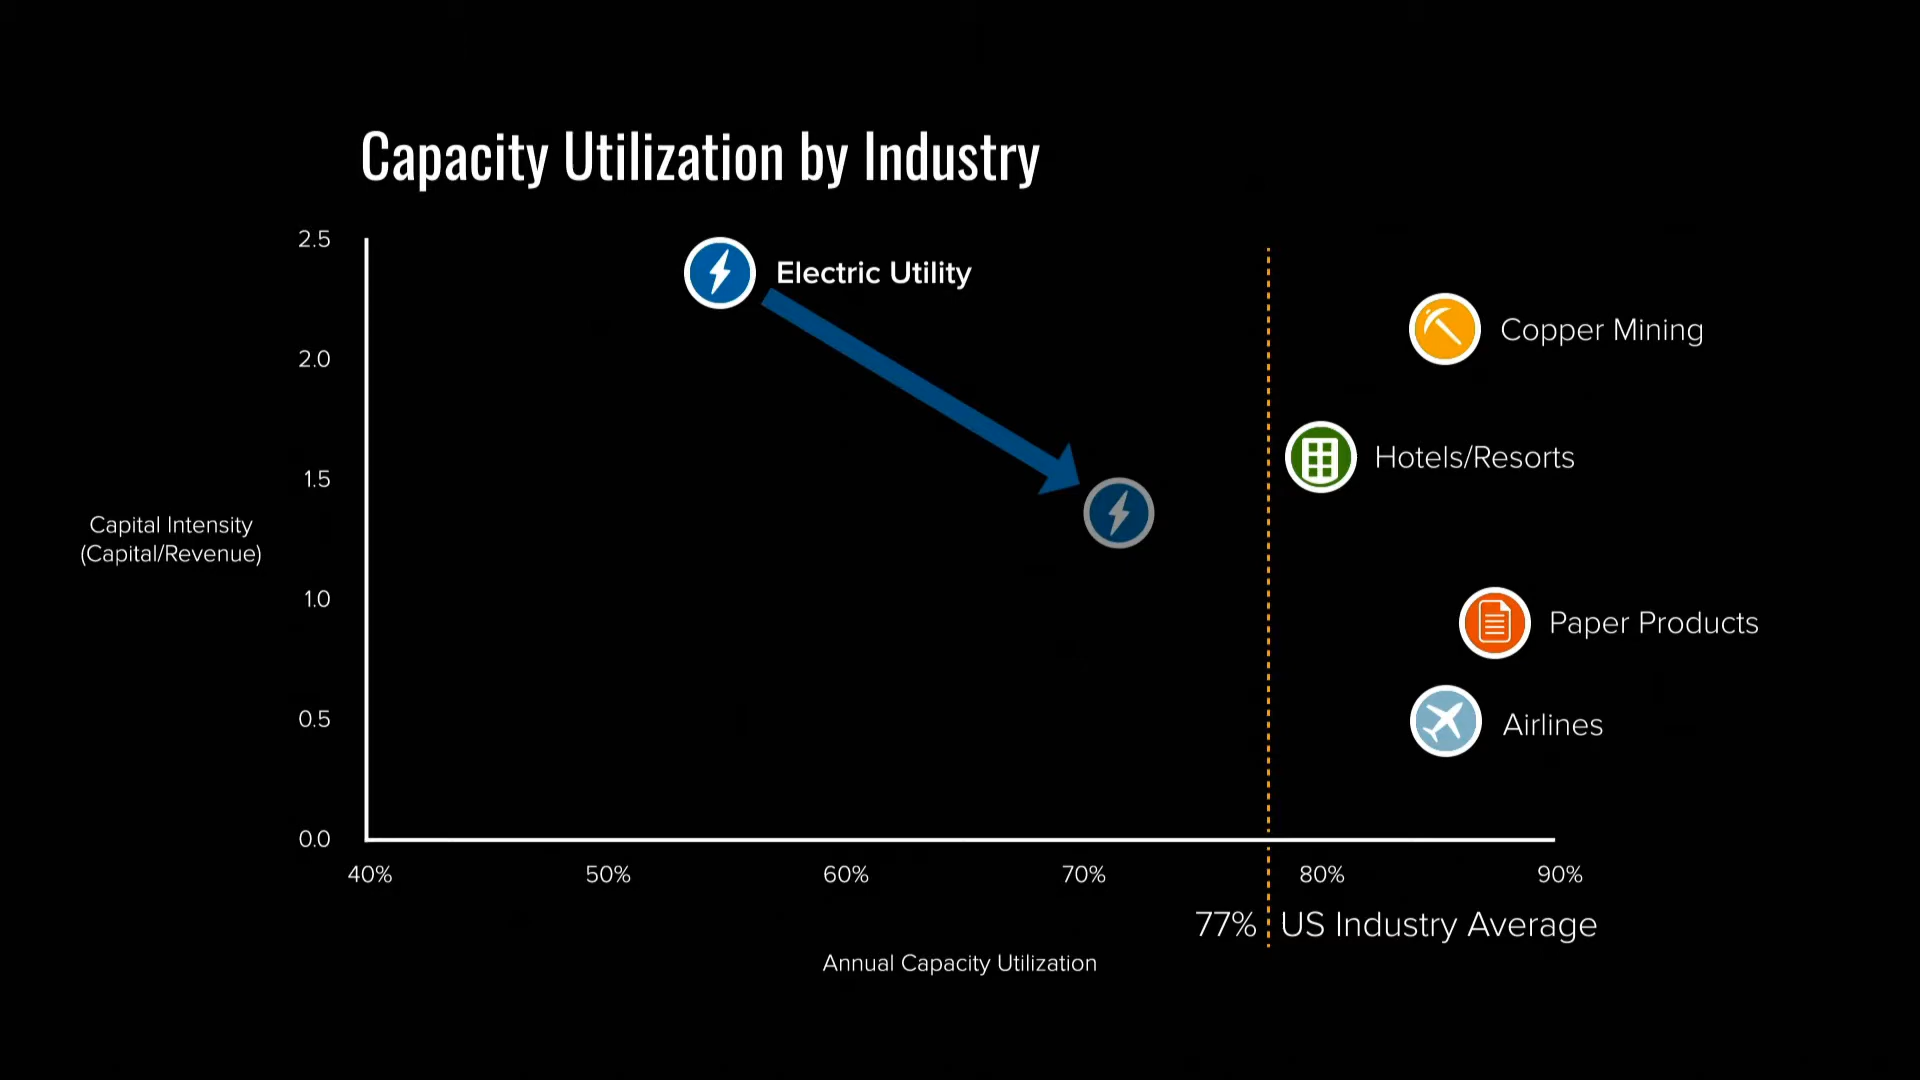 Capacity Utilization by Industry
2.5
Electric Utility
Copper Mining
2.0
Hotels/Resorts
1.5
Capital Intensity
(Capital/Revenue)
1.0
Paper Products
0.5
Airlines
0.0
40% 50% 60% 70% 80% 90%
77% US Industry Average
Annual Capacity Utilization